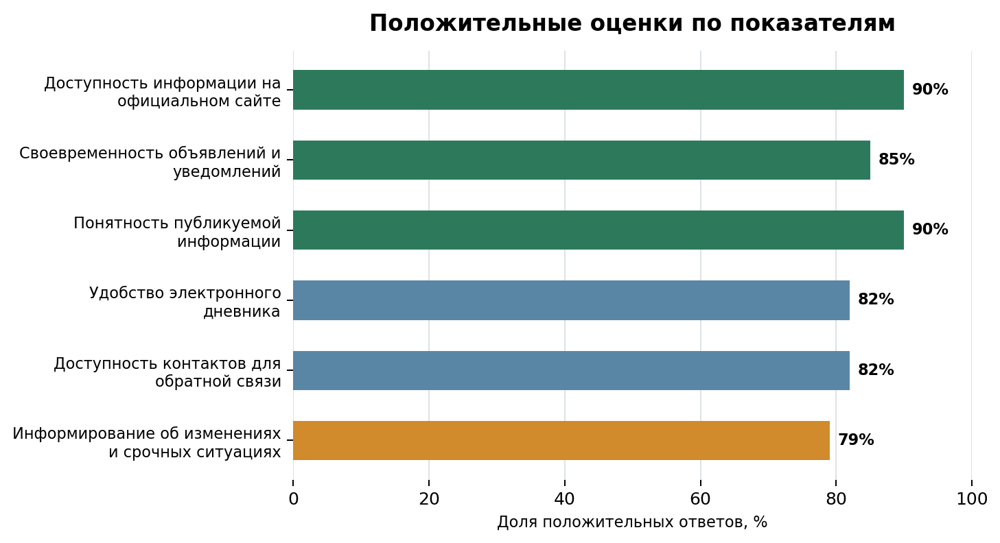 Положительные оценки по показателям
Доступность информации на
официальном сайте
90%
Своевременность объявлений и
уведомлений
85%
Понятность публикуемой
информации
90%
Удобство электронного
дневника
82%
Доступность контактов для
обратной связи
82%
Информирование об изменениях
и срочных ситуациях
79%
0 20 40 60 80 100
Доля положительных ответов, %